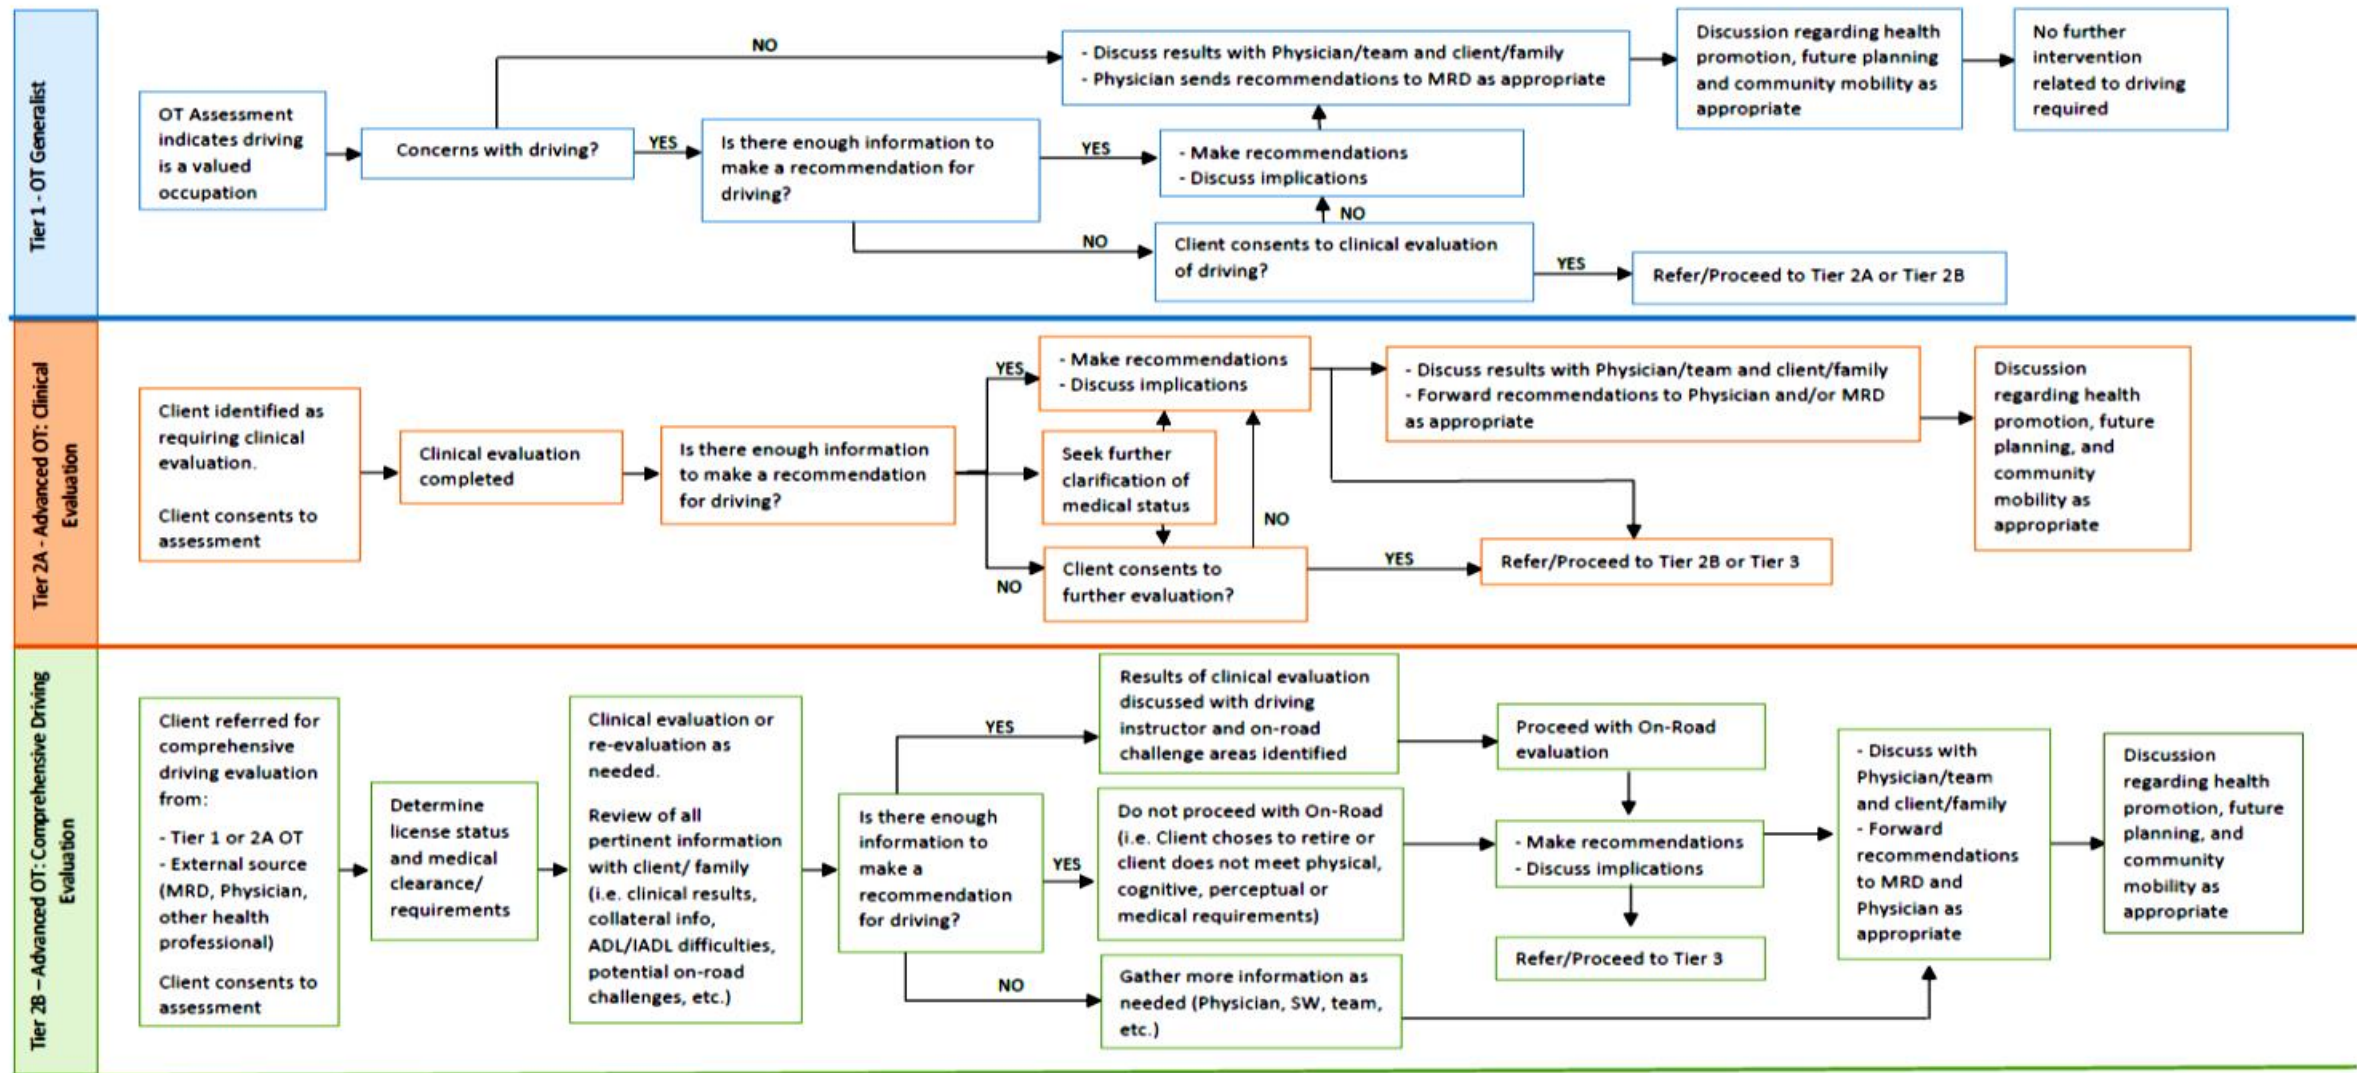 Tier 1 - OT Generalist
OT Assessment
indicates driving
is a valued
occupation
Concerns with driving?
NO
YES
Is there enough information to
make a recommendation for
driving?
YES
NO
- Discuss results with Physician/team and client/family
- Physician sends recommendations to MRD as appropriate
- Make recommendations
- Discuss implications
NO
Client consents to clinical evaluation
of driving?
YES
Refer/Proceed to Tier 2A or Tier 2B
Discussion regarding health
promotion, future planning
and community mobility as
appropriate
No further
intervention
related to driving
required
Tier 2A - Advanced OT: Clinical
Evaluation
Client identified as
requiring clinical
evaluation.
Client consents to
assessment
Clinical evaluation
completed
Is there enough information
to make a recommendation
for driving?
YES
NO
- Make recommendations
- Discuss implications
Seek further
clarification of
medical status
NO
Client consents to
further evaluation?
YES
- Discuss results with Physician/team and client/family
- Forward recommendations to Physician and/or MRD
as appropriate
Refer/Proceed to Tier 2B or Tier 3
Discussion
regarding health
promotion, future
planning, and
community
mobility as
appropriate
Tier 2B – Advanced OT: Comprehensive Driving
Evaluation
Client referred for
comprehensive
driving evaluation
from:
- Tier 1 or 2A OT
- External source
(MRD, Physician,
other health
professional)
Client consents to
assessment
Determine
license status
and medical
clearance/
requirements
Clinical evaluation or
re-evaluation as
needed.
Review of all
pertinent information
with client/ family
(i.e. clinical results,
collateral info,
ADL/IADL difficulties,
potential on-road
challenges, etc.)
Is there enough
information to
make a
recommendation
for driving?
YES
YES
NO
Results of clinical evaluation
discussed with driving
instructor and on-road
challenge areas identified
Do not proceed with On-Road
(i.e. Client choses to retire or
client does not meet physical,
cognitive, perceptual or
medical requirements)
Gather more information as
needed (Physician, SW, team,
etc.)
Proceed with On-Road
evaluation
- Make recommendations
- Discuss implications
Refer/Proceed to Tier 3
- Discuss with
Physician/team
and client/family
- Forward
recommendations
to MRD and
Physician as
appropriate
Discussion
regarding health
promotion, future
planning, and
community
mobility as
appropriate